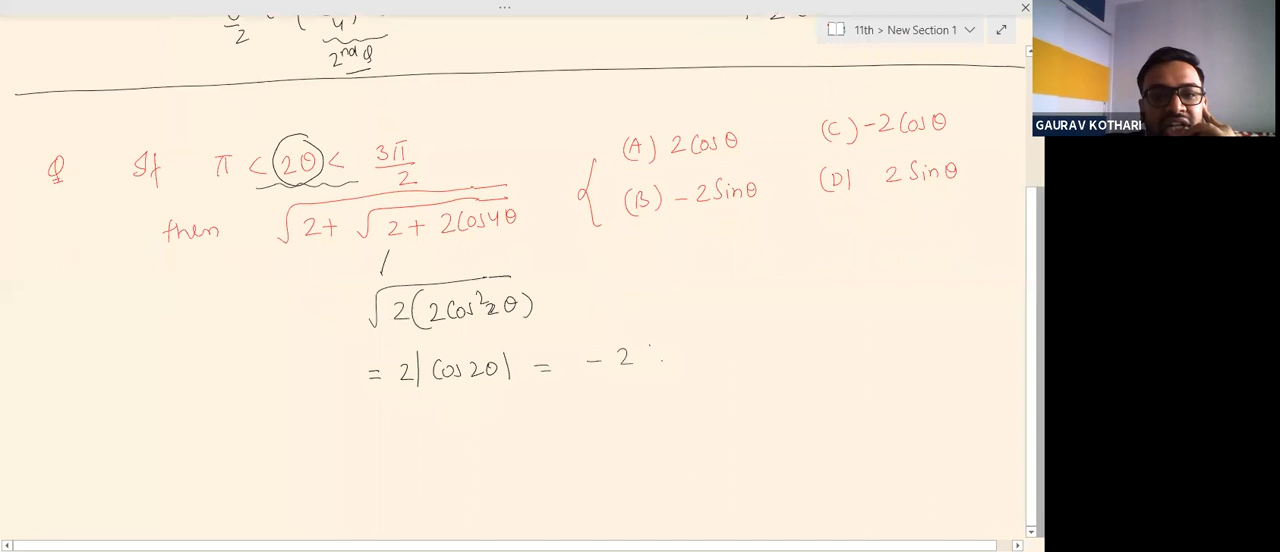 11th > New Section 1
2nd Q
GAURAV KOTHARI
Q If π < 2θ < 3π/2
then √(2+√(2+2Cos4θ))
(A) 2Cosθ
(C) -2Cosθ
(B) -2Sinθ
(D) 2Sinθ
√(2(2Cos²2θ))
= 2|Cos2θ| = -2